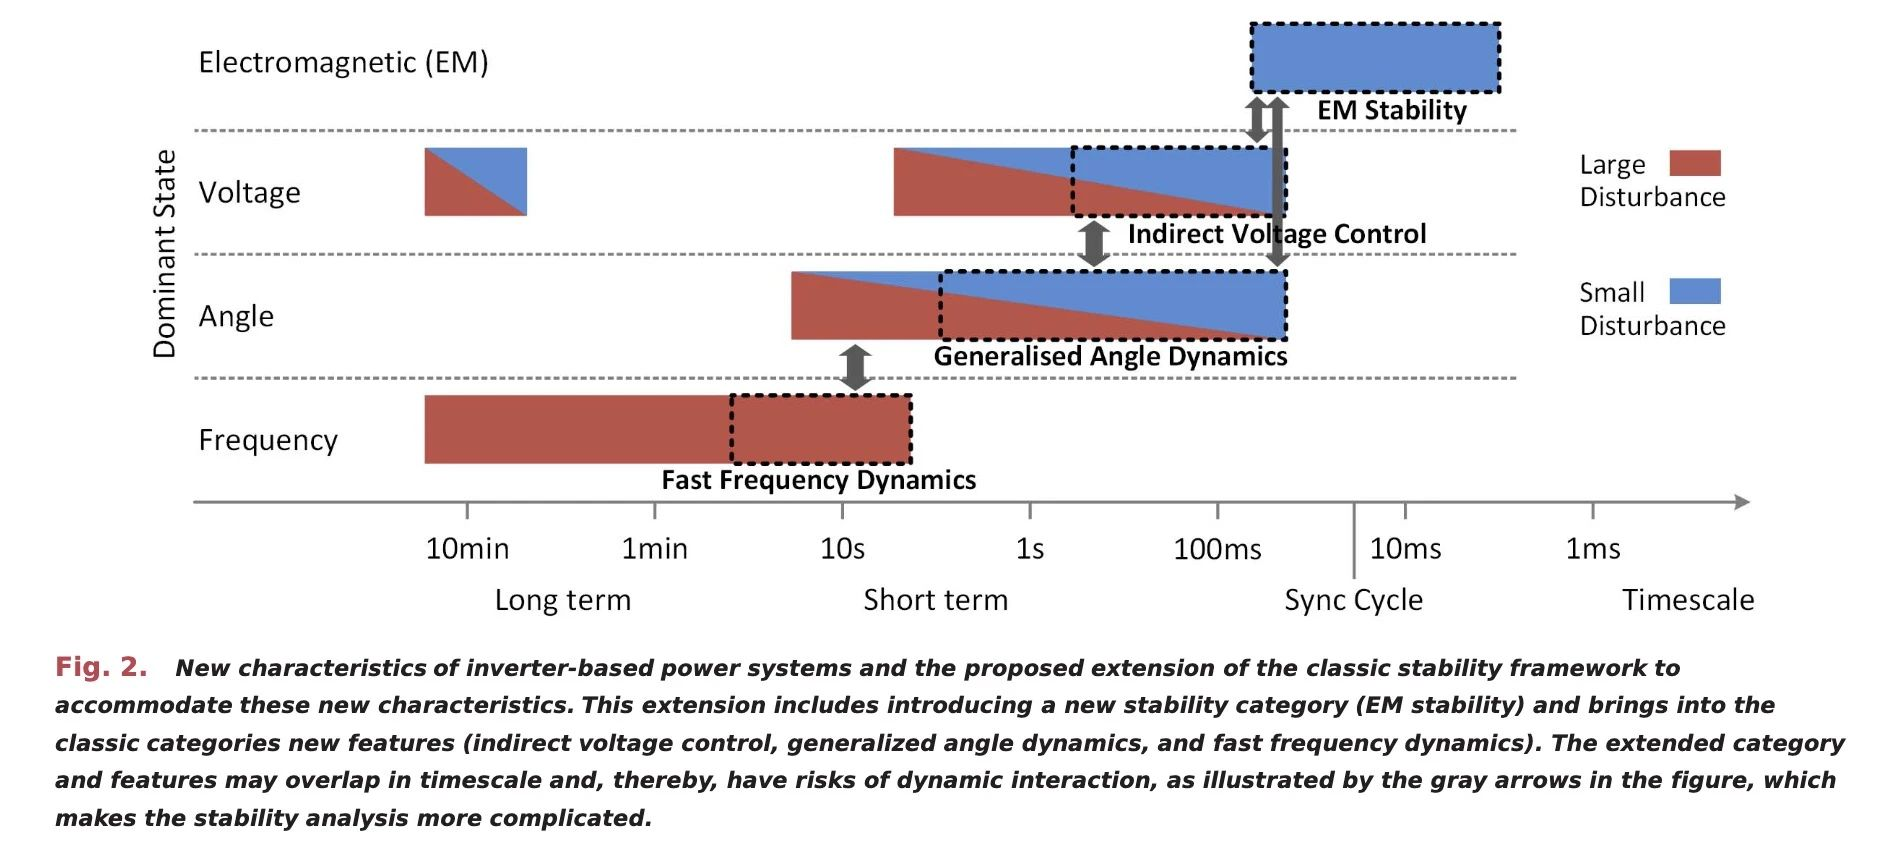 Electromagnetic (EM)
EM Stability
Dominant State
Voltage
Large
Disturbance
Indirect Voltage Control
Angle
Small
Disturbance
Generalised Angle Dynamics
Frequency
Fast Frequency Dynamics
10min 1min 10s 1s 100ms 10ms 1ms
Long term Short term Sync Cycle Timescale
Fig. 2. New characteristics of inverter-based power systems and the proposed extension of the classic stability framework to
accommodate these new characteristics. This extension includes introducing a new stability category (EM stability) and brings into the
classic categories new features (indirect voltage control, generalized angle dynamics, and fast frequency dynamics). The extended category
and features may overlap in timescale and, thereby, have risks of dynamic interaction, as illustrated by the gray arrows in the figure, which
makes the stability analysis more complicated.